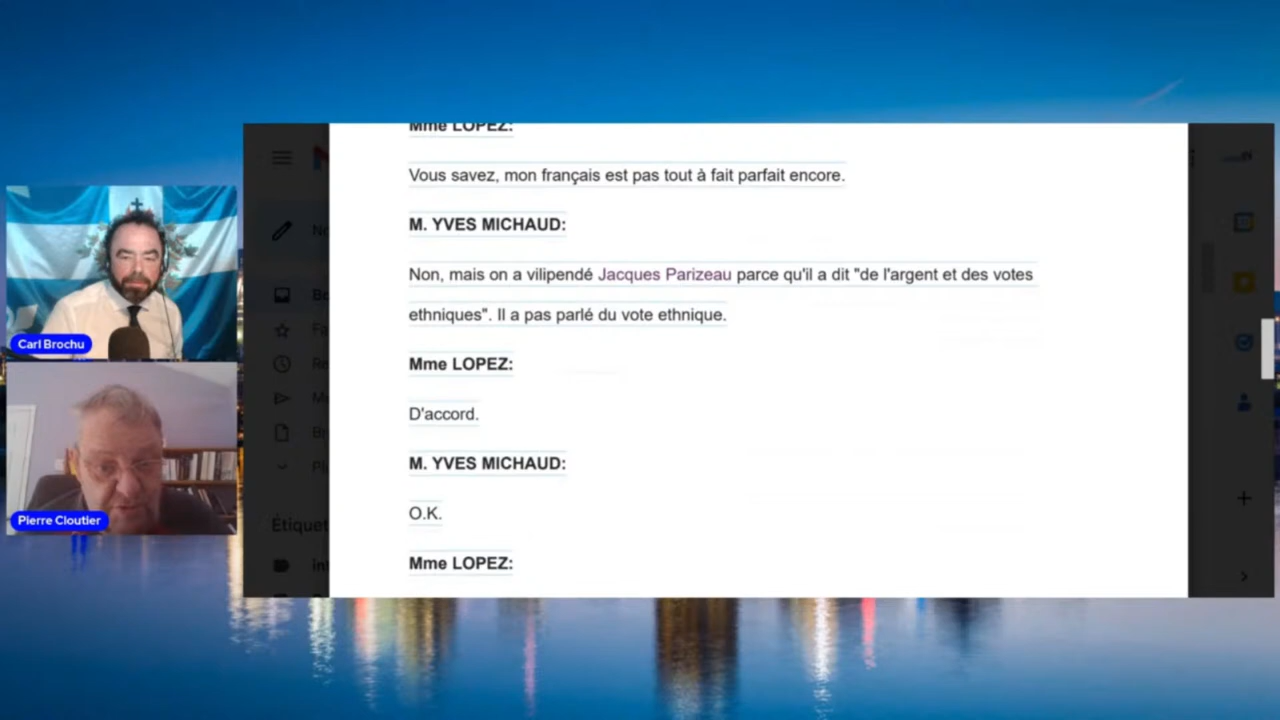 Mme LOPEZ:
Vous savez, mon français est pas tout à fait parfait encore.
M. YVES MICHAUD:
Non, mais on a vilipendé Jacques Parizeau parce qu'il a dit "de l'argent et des votes
ethniques". Il a pas parlé du vote ethnique.
Mme LOPEZ:
D'accord.
M. YVES MICHAUD:
O.K.
Mme LOPEZ:
Carl Brochu
Pierre Cloutier
Étiquet